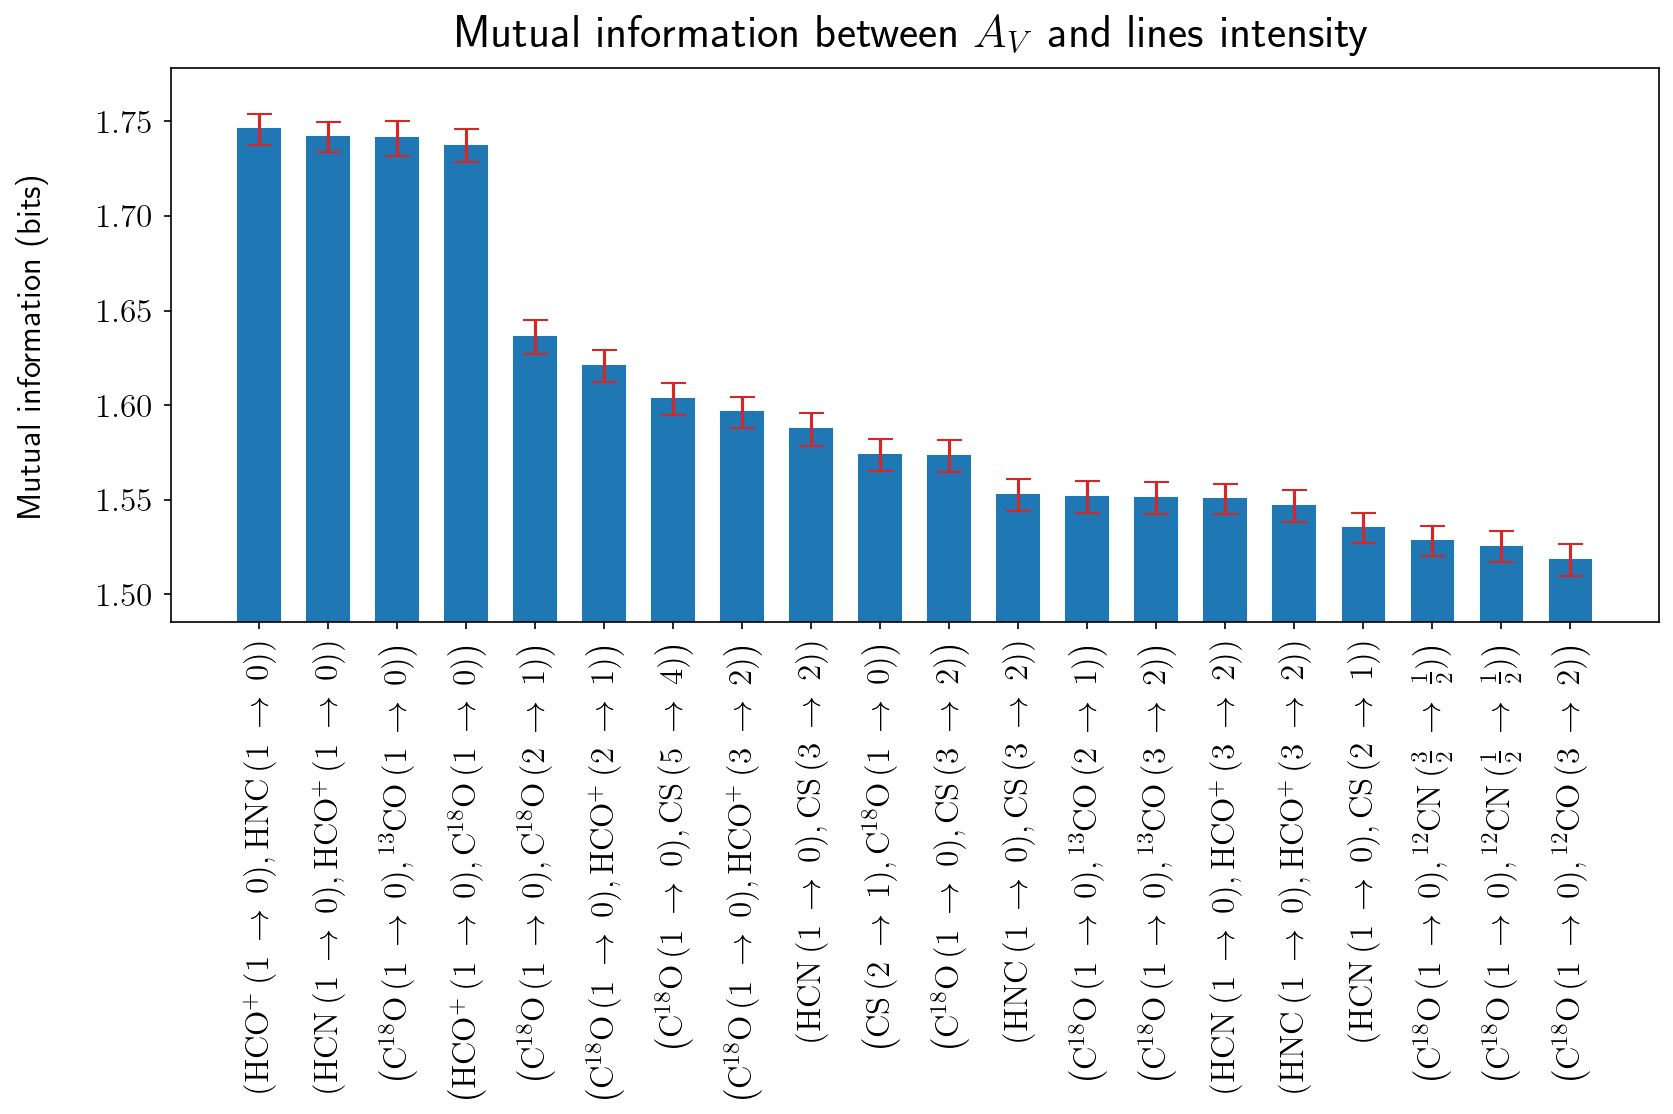 Mutual information between A_V and lines intensity
Mutual information (bits)
1.75
1.70
1.65
1.60
1.55
1.50
(HCO⁺ (1 → 0), HNC (1 → 0))
(HCN (1 → 0), HCO⁺ (1 → 0))
(C¹⁸O (1 → 0), ¹³CO (1 → 0))
(HCO⁺ (1 → 0), C¹⁸O (1 → 0))
(C¹⁸O (1 → 0), C¹⁸O (2 → 1))
(C¹⁸O (1 → 0), HCO⁺ (2 → 1))
(C¹⁸O (1 → 0), CS (5 → 4))
(C¹⁸O (1 → 0), HCO⁺ (3 → 2))
(HCN (1 → 0), CS (3 → 2))
(CS (2 → 1), C¹⁸O (1 → 0))
(C¹⁸O (1 → 0), CS (3 → 2))
(HNC (1 → 0), CS (3 → 2))
(C¹⁸O (1 → 0), ¹³CO (2 → 1))
(C¹⁸O (1 → 0), ¹³CO (3 → 2))
(HCN (1 → 0), HCO⁺ (3 → 2))
(HNC (1 → 0), HCO⁺ (3 → 2))
(HCN (1 → 0), CS (2 → 1))
(C¹⁸O (1 → 0), ¹²CN (3/2 → 1/2))
(C¹⁸O (1 → 0), ¹²CN (1/2 → 1/2))
(C¹⁸O (1 → 0), ¹²CO (3 → 2))